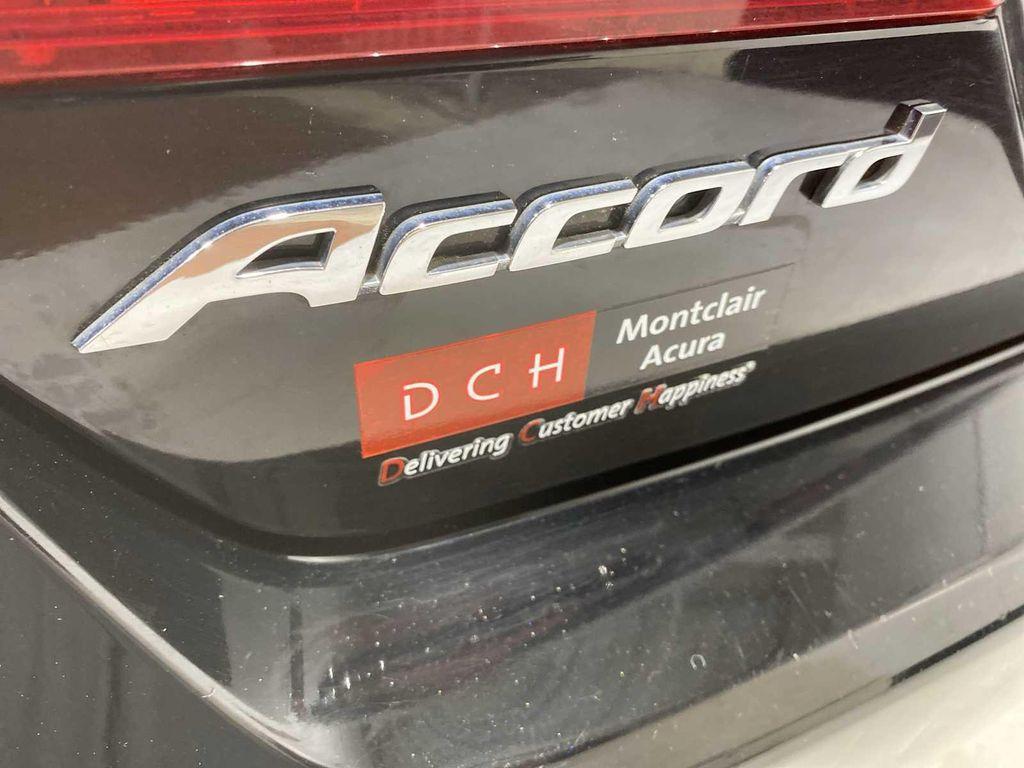 Accord
DCH
Montclair
Acura
Delivering Customer Happiness®